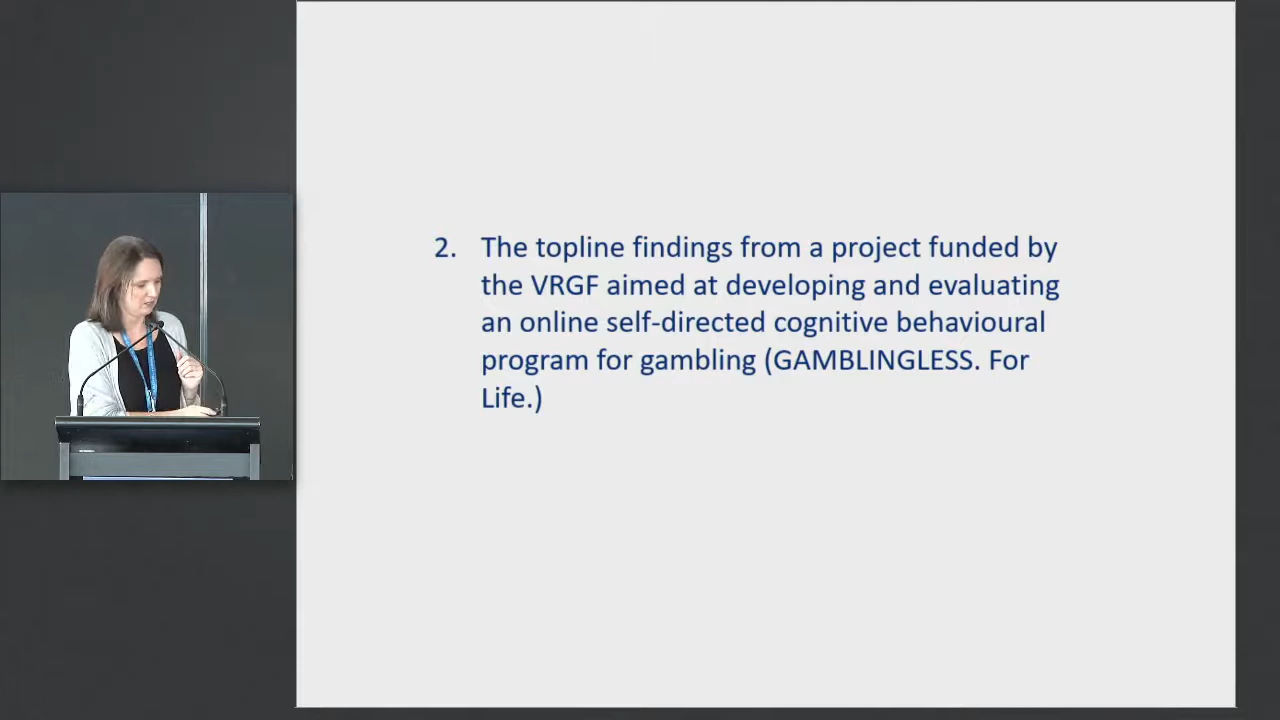 2. The topline findings from a project funded by
the VRGF aimed at developing and evaluating
an online self-directed cognitive behavioural
program for gambling (GAMBLINGLESS. For
Life.)